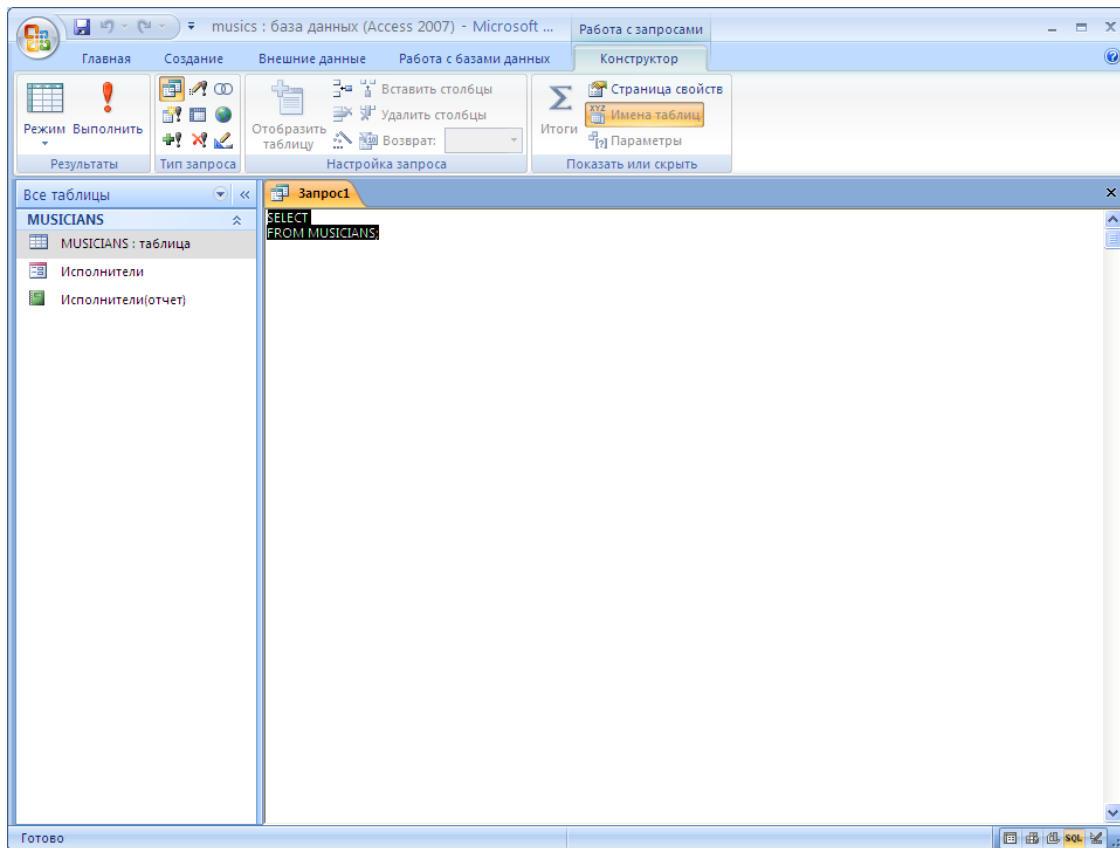 musics : база данных (Access 2007) - Microsoft ...
Работа с запросами
Главная
Создание
Внешние данные
Работа с базами данных
Конструктор
Режим
Выполнить
Результаты
Тип запроса
Отобразить таблицу
Вставить столбцы
Удалить столбцы
Возврат:
Настройка запроса
Итоги
Страница свойств
XYZ
Имена таблиц
Параметры
Показать или скрыть
Все таблицы
MUSICIANS
MUSICIANS : таблица
Исполнители
Исполнители(отчет)
Запрос1
SELECT
FROM MUSICIANS;
Готово
SQL